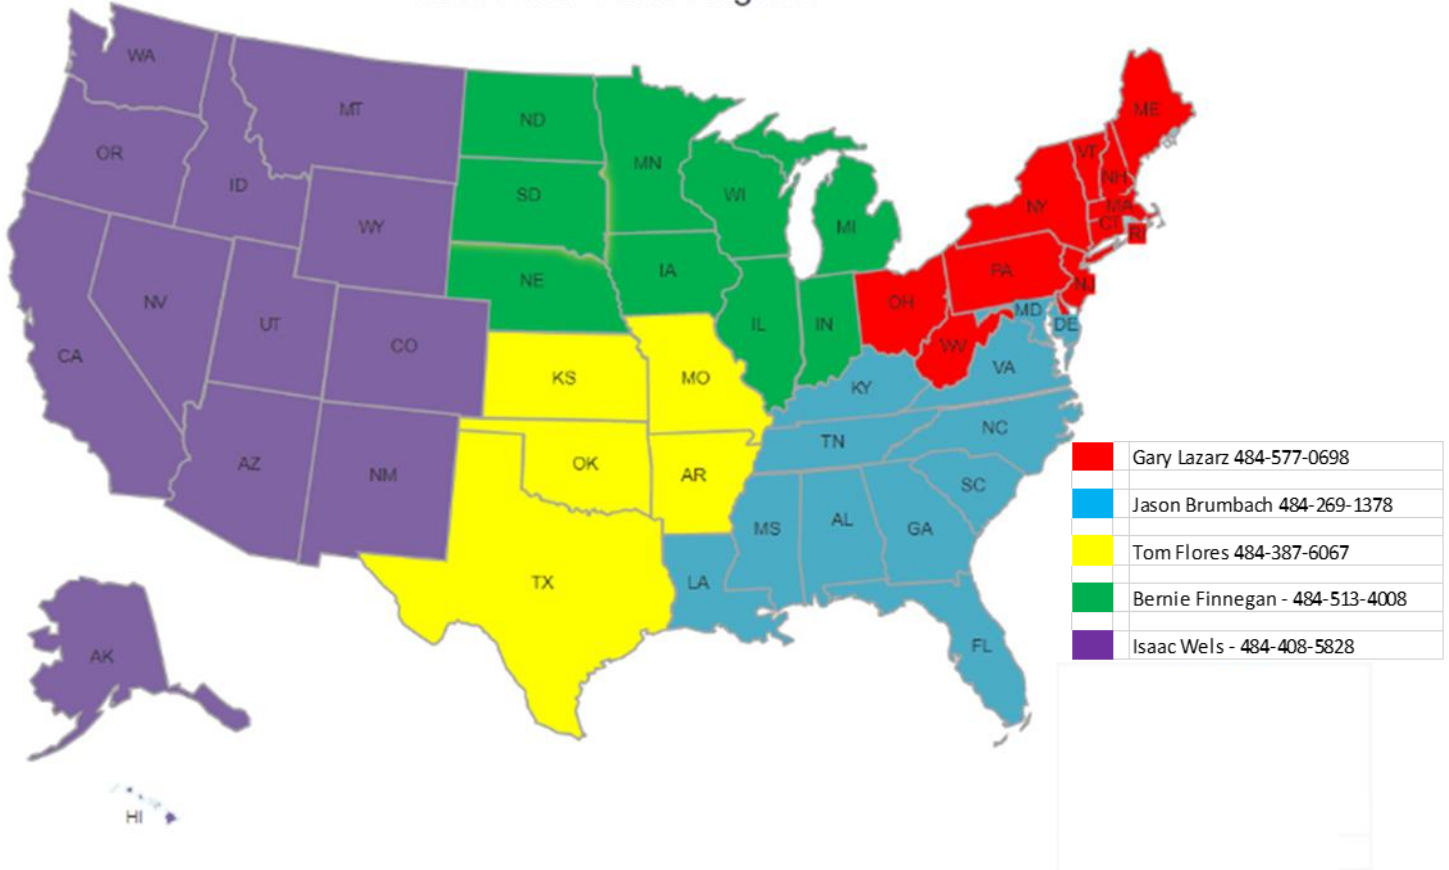 WA
MT
ND
ME
OR
ID
MN
VT
SD
WI
NH
WY
NY
MA
MI
CT
RI
NV
NE
IA
PA
NJ
UT
OH
MD
CA
CO
IL
IN
DE
WV
VA
KS
MO
KY
NC
TN
AZ
NM
OK
AR
SC
MS
AL
GA
TX
LA
FL
AK
HI
Gary Lazarz 484-577-0698
Jason Brumbach 484-269-1378
Tom Flores 484-387-6067
Bernie Finnegan - 484-513-4008
Isaac Wels - 484-408-5828